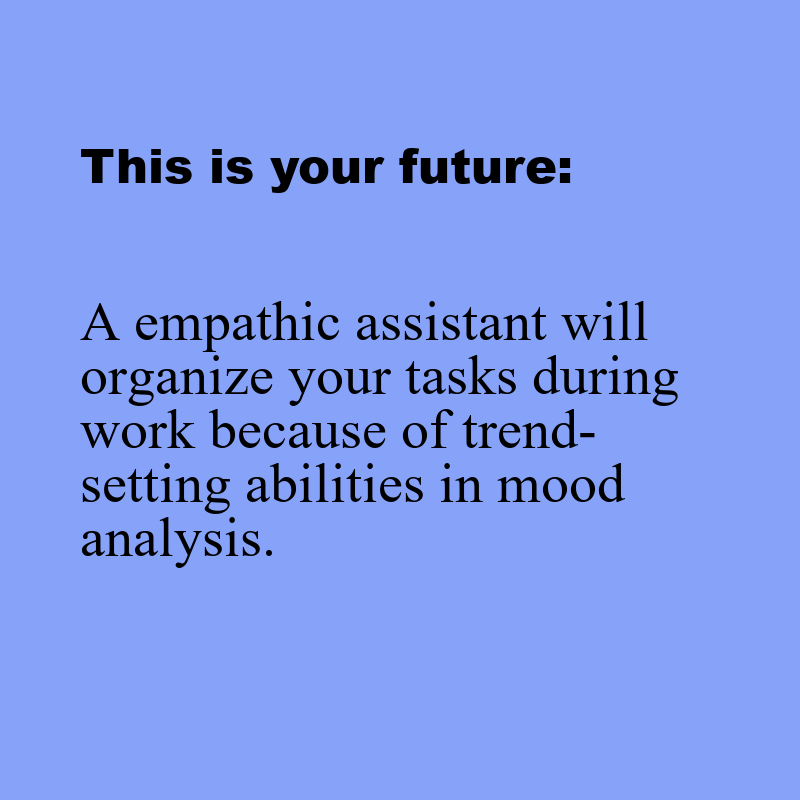 This is your future:
A empathic assistant will
organize your tasks during
work because of trend-
setting abilities in mood
analysis.